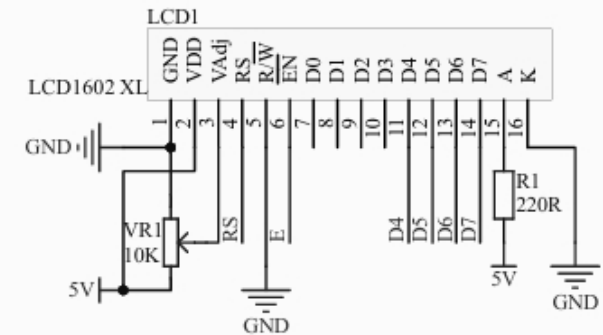 LCD1
LCD1602 XL
GND VDD VAdj RS R/W EN D0 D1 D2 D3 D4 D5 D6 D7 A K
1 2 3 4 5 6 7 8 9 10 11 12 13 14 15 16
GND
R1
220R
VR1
10K
RS E D4 D5 D6 D7
5V
5V
GND
GND